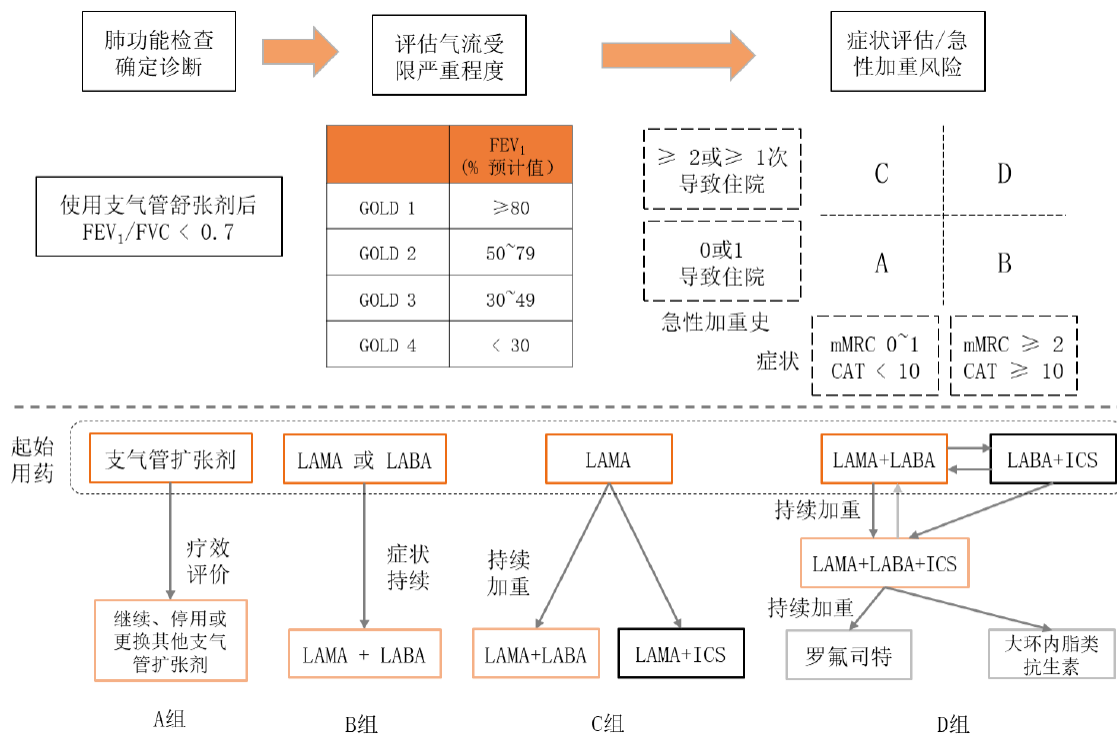 肺功能检查
确定诊断
评估气流受
限严重程度
症状评估/急
性加重风险
使用支气管舒张剂后
FEV₁/FVC < 0.7
FEV₁
(% 预计值)
GOLD 1
≥80
GOLD 2
50~79
GOLD 3
30~49
GOLD 4
< 30
≥ 2或≥ 1次
导致住院
C
D
0或1
导致住院
A
B
急性加重史
症状
mMRC 0~1
CAT < 10
mMRC ≥ 2
CAT ≥ 10
起始
用药
支气管扩张剂
LAMA 或 LABA
LAMA
LAMA+LABA
LABA+ICS
疗效
评价
症状
持续
持续
加重
持续加重
LAMA+LABA+ICS
持续加重
继续、停用或
更换其他支气
管扩张剂
LAMA + LABA
LAMA+LABA
LAMA+ICS
罗氟司特
大环内脂类
抗生素
A组
B组
C组
D组